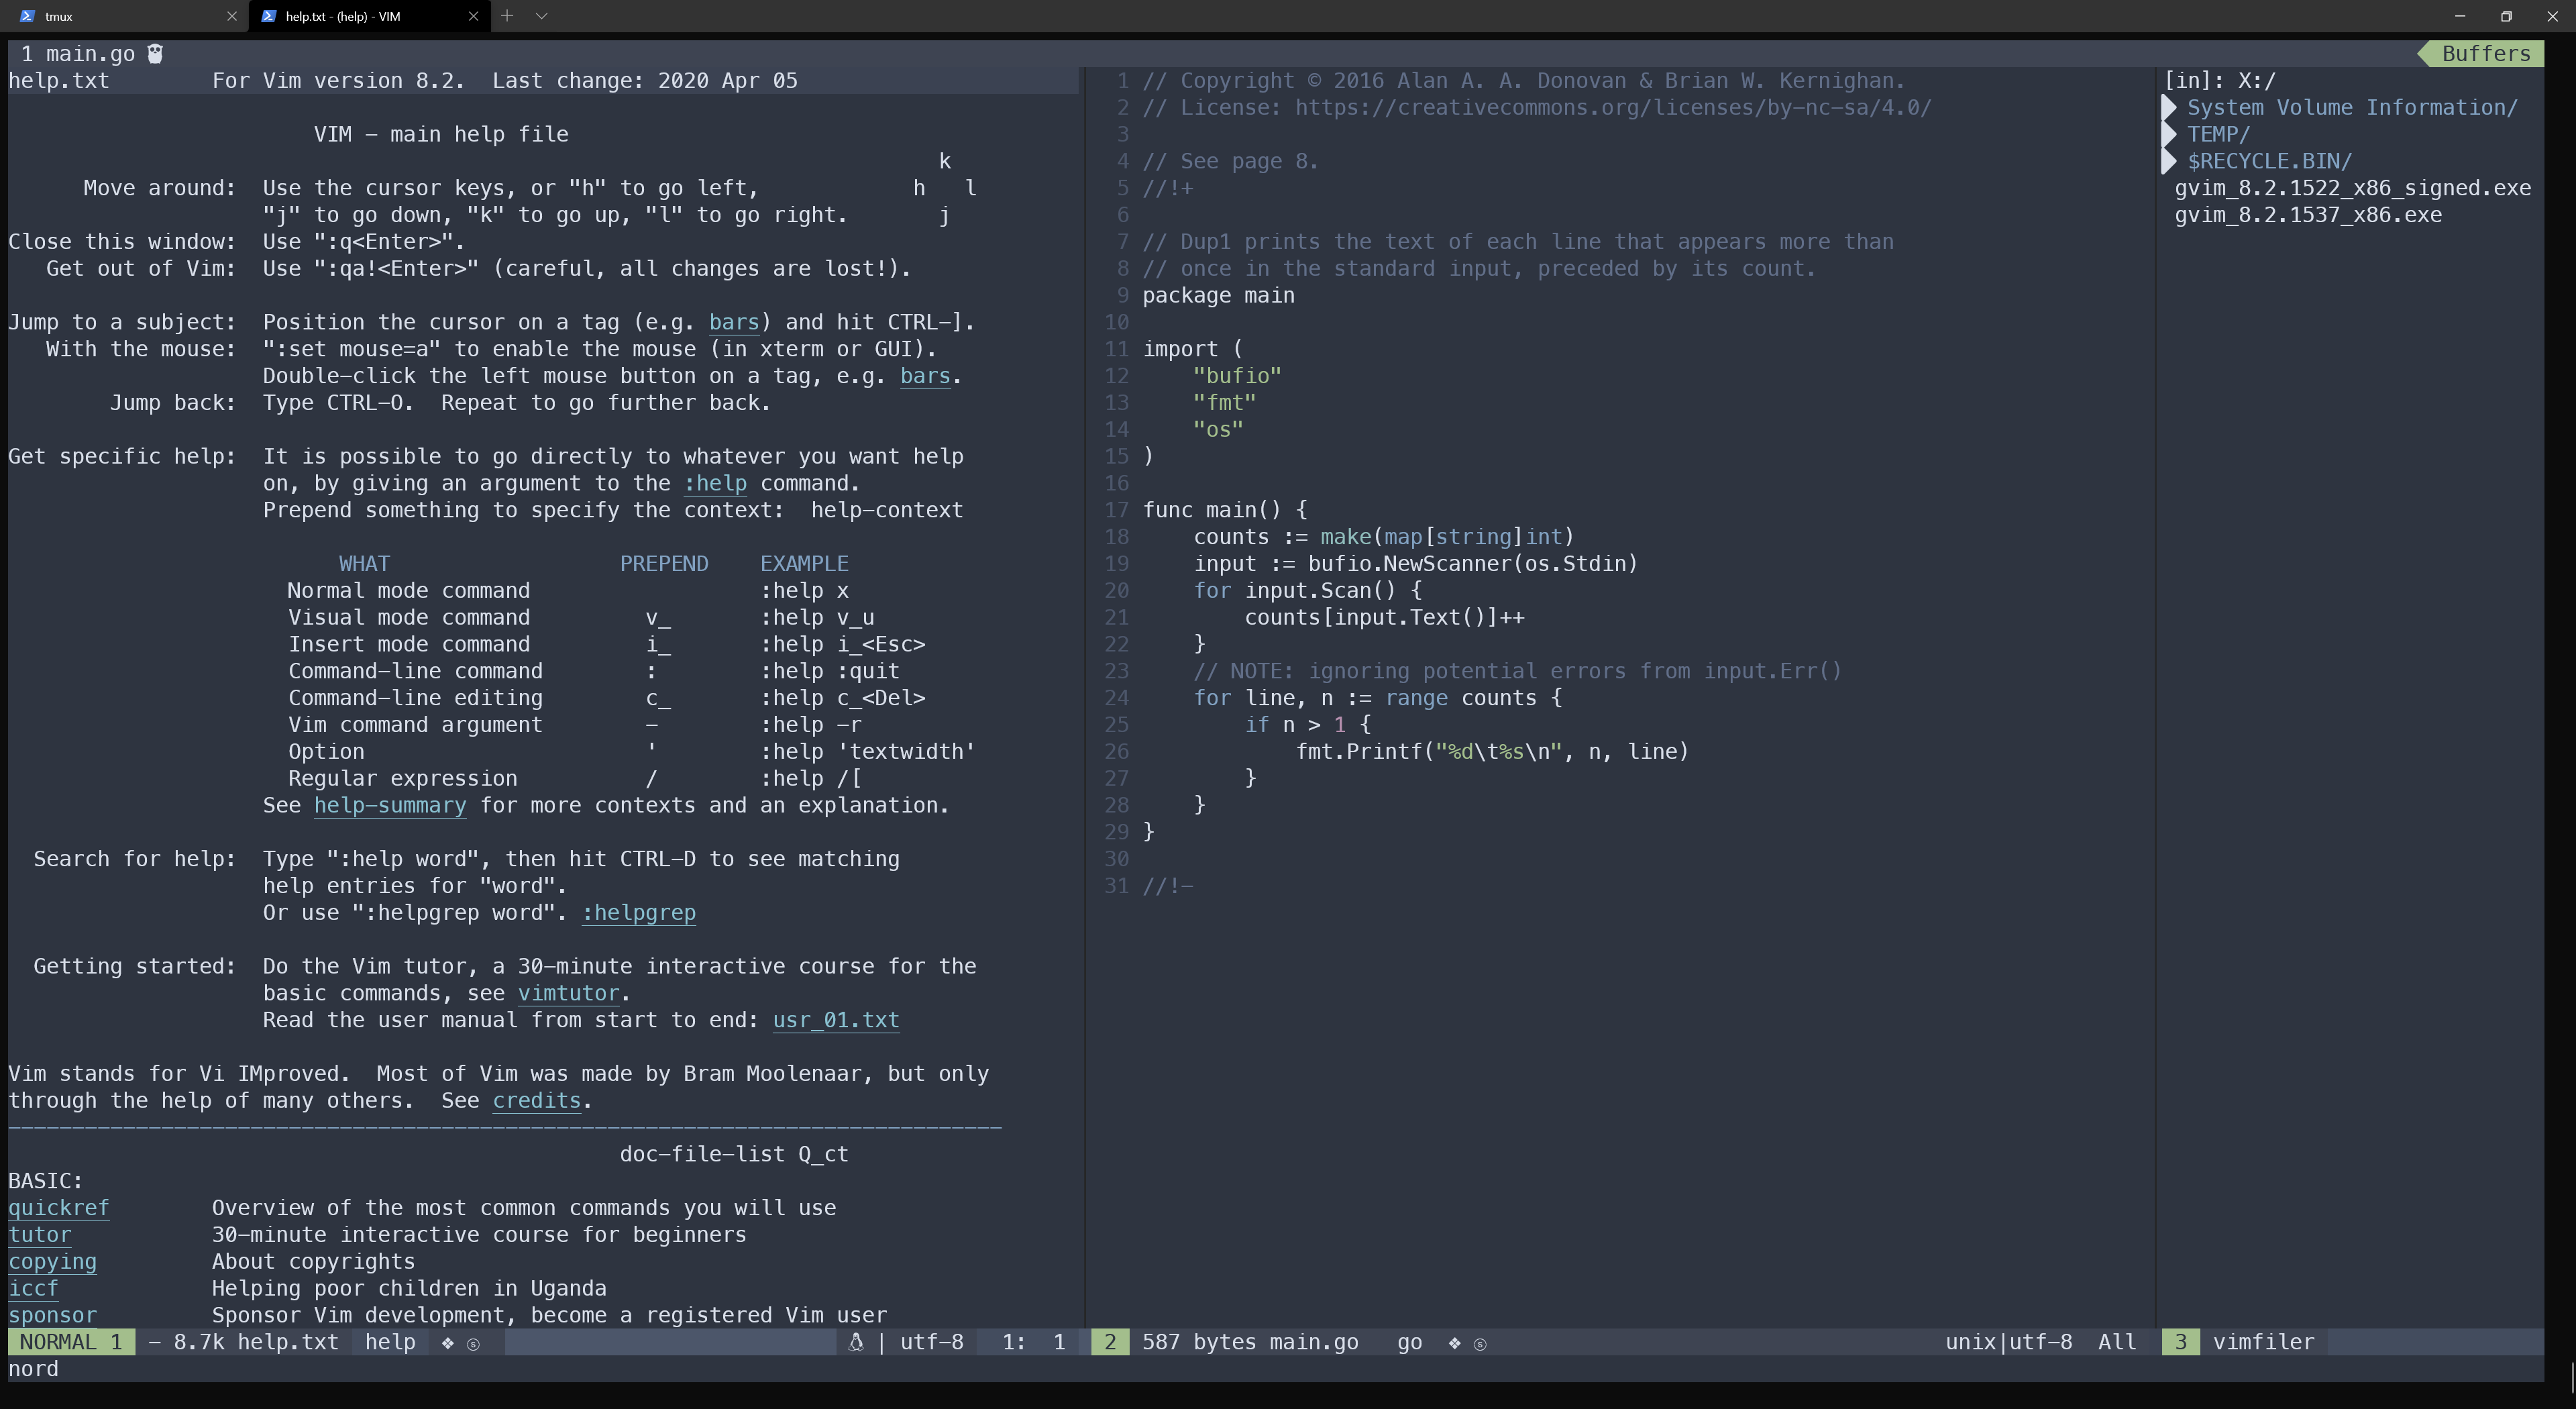 tmux
help.txt - (help) - VIM
1 main.go
Buffers
help.txt        For Vim version 8.2.  Last change: 2020 Apr 05
VIM - main help file
k
Move around:  Use the cursor keys, or "h" to go left,            h   l
"j" to go down, "k" to go up, "l" to go right.       j
Close this window:  Use ":q<Enter>".
Get out of Vim:  Use ":qa!<Enter>" (careful, all changes are lost!).
Jump to a subject:  Position the cursor on a tag (e.g. bars) and hit CTRL-].
With the mouse:  ":set mouse=a" to enable the mouse (in xterm or GUI).
Double-click the left mouse button on a tag, e.g. bars.
Jump back:  Type CTRL-O.  Repeat to go further back.
Get specific help:  It is possible to go directly to whatever you want help
on, by giving an argument to the :help command.
Prepend something to specify the context:  help-context
WHAT                  PREPEND    EXAMPLE
Normal mode command                  :help x
Visual mode command         v_       :help v_u
Insert mode command         i_       :help i_<Esc>
Command-line command        :        :help :quit
Command-line editing        c_       :help c_<Del>
Vim command argument        -        :help -r
Option                      '        :help 'textwidth'
Regular expression          /        :help /[
See help-summary for more contexts and an explanation.
Search for help:  Type ":help word", then hit CTRL-D to see matching
help entries for "word".
Or use ":helpgrep word". :helpgrep
Getting started:  Do the Vim tutor, a 30-minute interactive course for the
basic commands, see vimtutor.
Read the user manual from start to end: usr_01.txt
Vim stands for Vi IMproved.  Most of Vim was made by Bram Moolenaar, but only
through the help of many others.  See credits.
------------------------------------------------------------------------------
doc-file-list Q_ct
BASIC:
quickref        Overview of the most common commands you will use
tutor           30-minute interactive course for beginners
copying         About copyrights
iccf            Helping poor children in Uganda
sponsor         Sponsor Vim development, become a registered Vim user
NORMAL 1  - 8.7k help.txt  help  ❖ ⓢ  | utf-8  1:  1
nord
1 // Copyright © 2016 Alan A. A. Donovan & Brian W. Kernighan.
2 // License: https://creativecommons.org/licenses/by-nc-sa/4.0/
3
4 // See page 8.
5 //!+
6
7 // Dup1 prints the text of each line that appears more than
8 // once in the standard input, preceded by its count.
9 package main
10
11 import (
12     "bufio"
13     "fmt"
14     "os"
15 )
16
17 func main() {
18     counts := make(map[string]int)
19     input := bufio.NewScanner(os.Stdin)
20     for input.Scan() {
21         counts[input.Text()]++
22     }
23     // NOTE: ignoring potential errors from input.Err()
24     for line, n := range counts {
25         if n > 1 {
26             fmt.Printf("%d\t%s\n", n, line)
27         }
28     }
29 }
30
31 //!-
2  587 bytes main.go   go  ❖ ⓢ  unix|utf-8  All
[in]: X:/
System Volume Information/
TEMP/
$RECYCLE.BIN/
gvim_8.2.1522_x86_signed.exe
gvim_8.2.1537_x86.exe
3  vimfiler